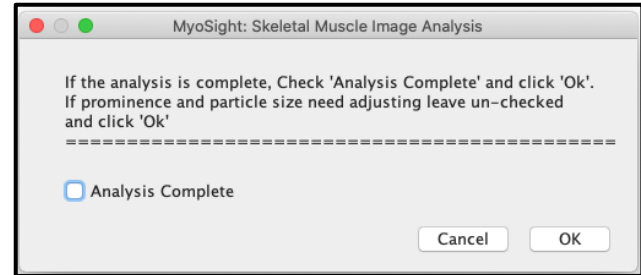 MyoSight: Skeletal Muscle Image Analysis
If the analysis is complete, Check 'Analysis Complete' and click 'Ok'.
If prominence and particle size need adjusting leave un-checked
and click 'Ok'
=============================================
Analysis Complete
Cancel OK